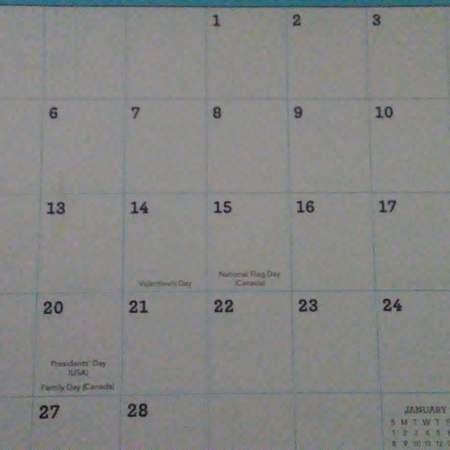 1 2 3
6 7 8 9 10
13 14 15 16 17
Valentine's Day
National Flag Day
(Canada)
20 21 22 23 24
Presidents' Day
(USA)
Family Day (Canada)
27 28
JANUARY
S M T W T F
1 2 3 4 5 6
8 9 10 11 12